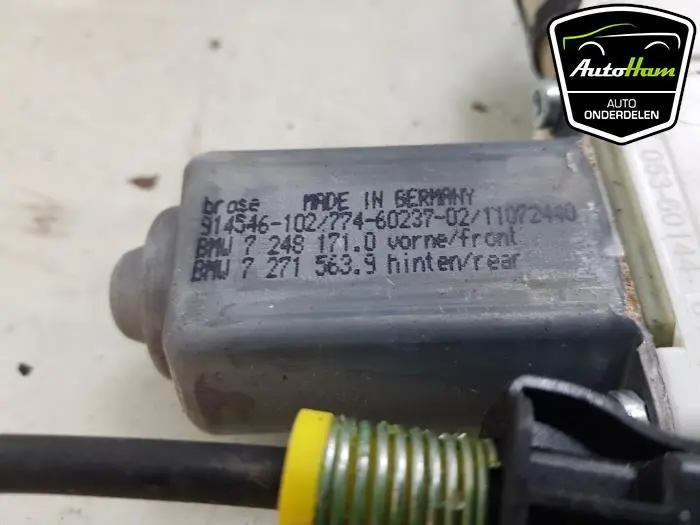 AutoHam
AUTO
ONDERDELEN
brose MADE IN GERMANY
914546-102/774-60237-02/11072440
BMW 7 248 171.0 vorne/front
BMW 7 271 563.9 hinten/rear